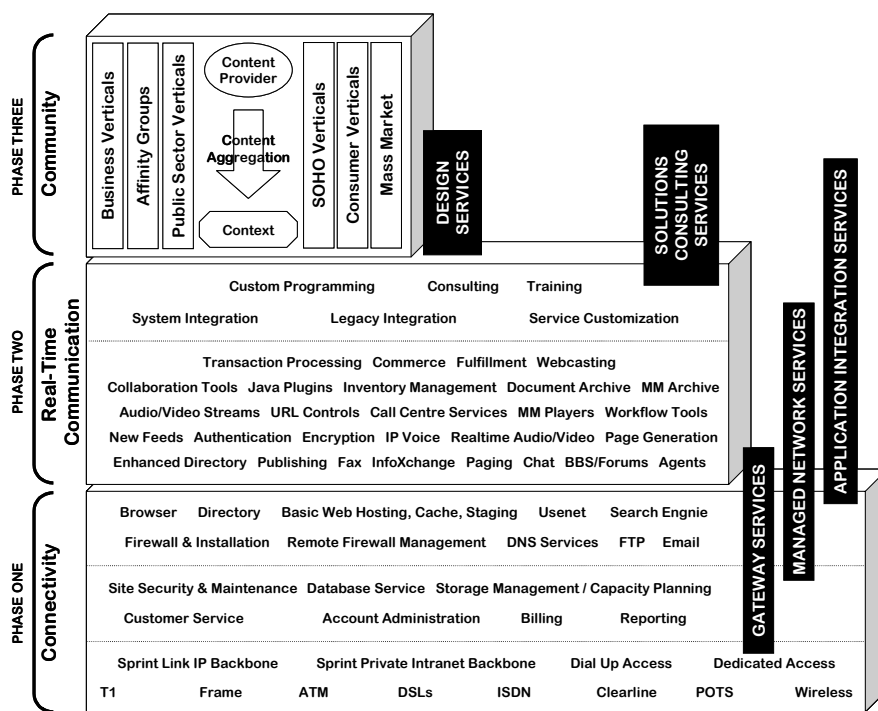 PHASE THREE
Community
Business Verticals
Affinity Groups
Public Sector Verticals
Content
Provider
Content
Aggregation
Context
SOHO Verticals
Consumer Verticals
Mass Market
DESIGN
SERVICES
SOLUTIONS
CONSULTING
SERVICES
APPLICATION INTEGRATION SERVICES
MANAGED NETWORK SERVICES
GATEWAY SERVICES
PHASE TWO
Real-Time
Communication
Custom Programming Consulting Training
System Integration Legacy Integration Service Customization
Transaction Processing Commerce Fulfillment Webcasting
Collaboration Tools Java Plugins Inventory Management Document Archive MM Archive
Audio/Video Streams URL Controls Call Centre Services MM Players Workflow Tools
New Feeds Authentication Encryption IP Voice Realtime Audio/Video Page Generation
Enhanced Directory Publishing Fax InfoXchange Paging Chat BBS/Forums Agents
PHASE ONE
Connectivity
Browser Directory Basic Web Hosting, Cache, Staging Usenet Search Engnie
Firewall & Installation Remote Firewall Management DNS Services FTP Email
Site Security & Maintenance Database Service Storage Management / Capacity Planning
Customer Service Account Administration Billing Reporting
Sprint Link IP Backbone Sprint Private Intranet Backbone Dial Up Access Dedicated Access
T1 Frame ATM DSLs ISDN Clearline POTS Wireless